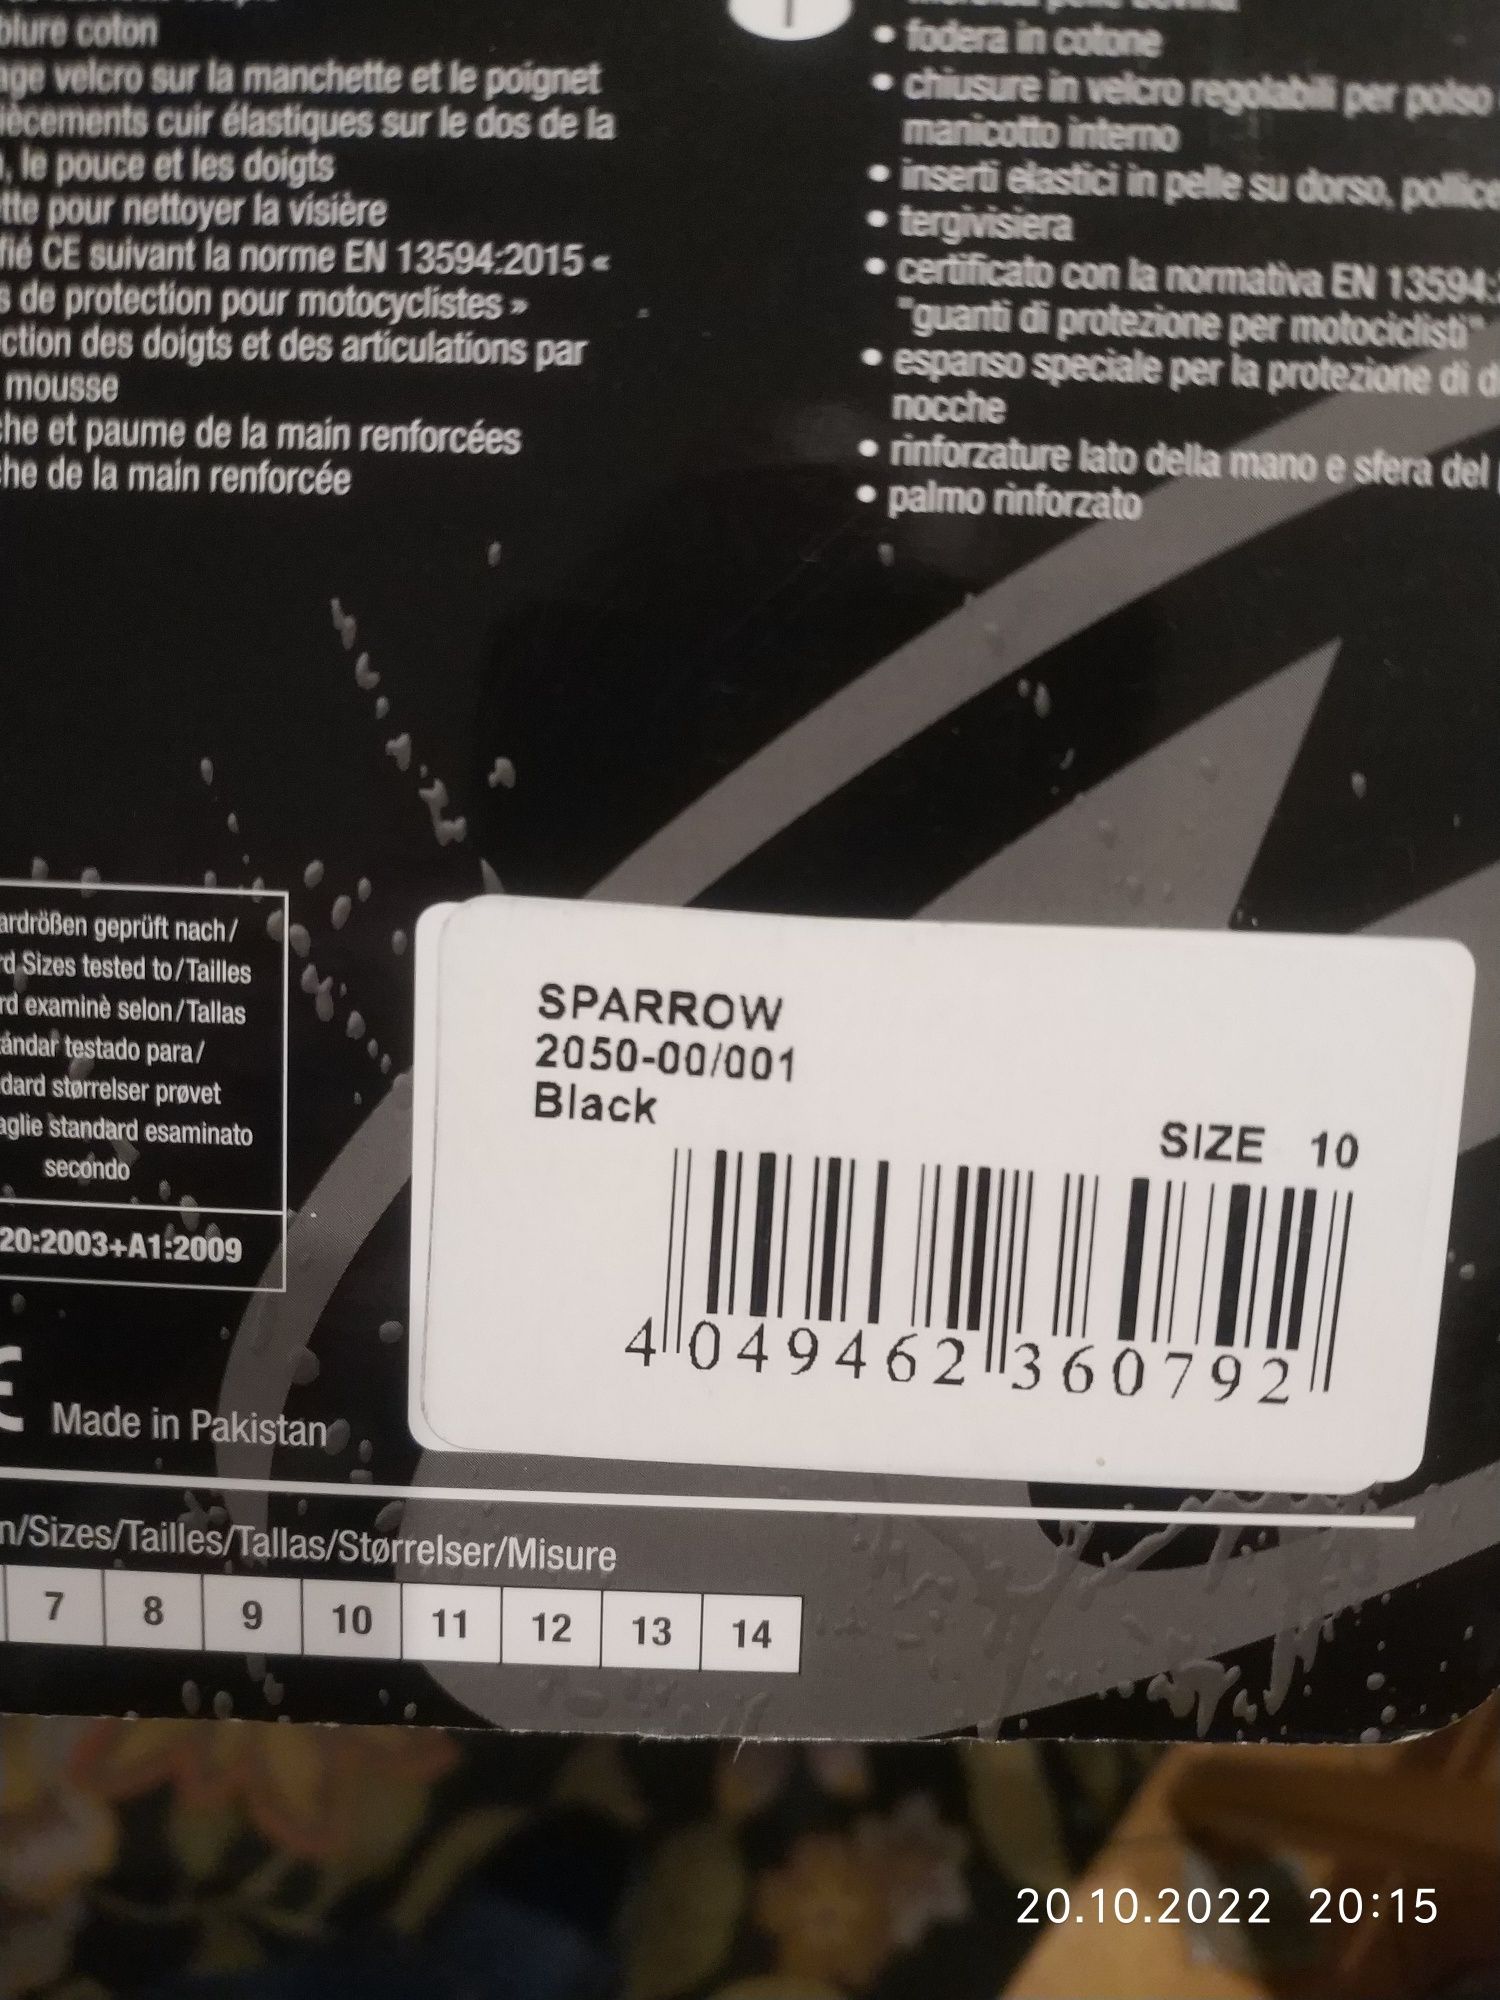 blure coton
velcro sur la manchette et le poignet
cuir élastiques sur le dos de la
, le pouce et les doigts
pour nettoyer la visière
CE suivant la norme EN 13594:2015 «
de protection pour motocyclistes »
des doigts et des articulations par
mousse
et paume de la main renforcées
de la main renforcée
• fodera in cotone
• chiusure in velcro regolabili per polso
manicotto interno
• inserti elastici in pelle su dorso, pollice
• tergivisiera
• certificato con la normativa EN 13594:
"guanti di protezione per motociclisti"
• espanso speciale per la protezione di d
nocche
• rinforzature lato della mano e sfera del
• palmo rinforzato
ardrößen geprüft nach/
rd Sizes tested to/Tailles
rd examinè selon/Tallas
ándar testado para/
dard størrelser prøvet
aglie standard esaminato
secondo
20:2003+A1:2009
Made in Pakistan
SPARROW
2050-00/001
Black
SIZE 10
4 049462 360792
n/Sizes/Tailles/Tallas/Størrelser/Misure
7 8 9 10 11 12 13 14
20.10.2022 20:15